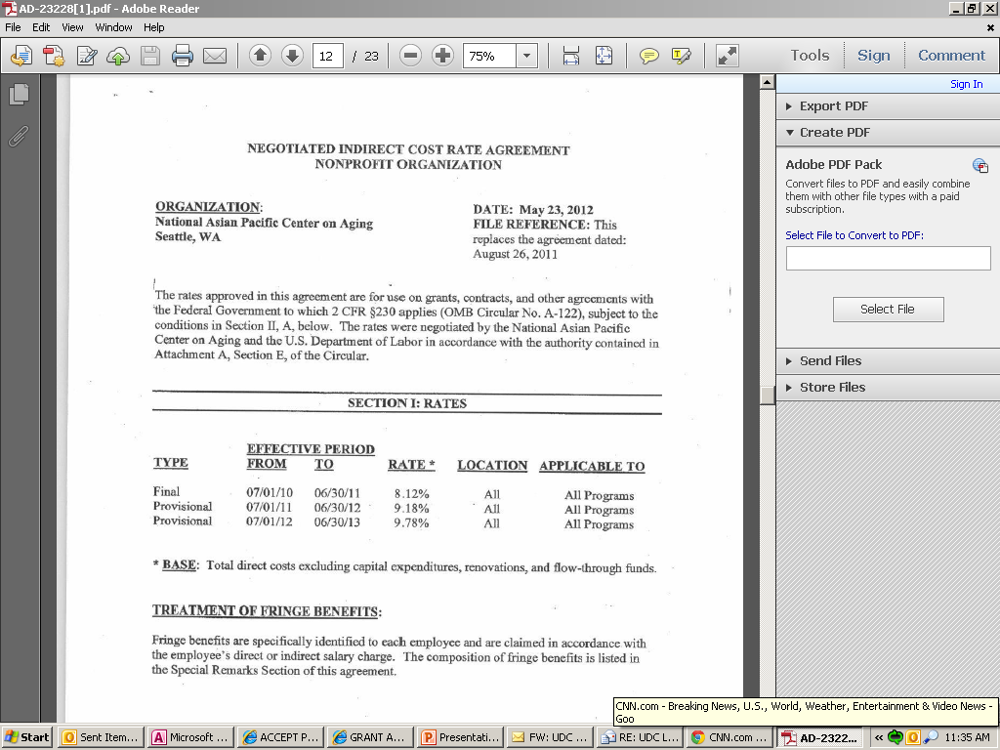 AD-23228[1].pdf - Adobe Reader
File Edit View Window Help
12 / 23 75% Tools Sign Comment
Sign In
Export PDF
Create PDF
Adobe PDF Pack
Convert files to PDF and easily combine
them with other file types with a paid
subscription.
Select File to Convert to PDF:
Select File
Send Files
Store Files
NEGOTIATED INDIRECT COST RATE AGREEMENT
NONPROFIT ORGANIZATION
ORGANIZATION:
National Asian Pacific Center on Aging
Seattle, WA
DATE: May 23, 2012
FILE REFERENCE: This
replaces the agreement dated:
August 26, 2011
The rates approved in this agreement are for use on grants, contracts, and other agreements with
the Federal Government to which 2 CFR §230 applies (OMB Circular No. A-122), subject to the
conditions in Section II, A, below. The rates were negotiated by the National Asian Pacific
Center on Aging and the U.S. Department of Labor in accordance with the authority contained in
Attachment A, Section E, of the Circular.
SECTION I: RATES
EFFECTIVE PERIOD
TYPE FROM TO RATE * LOCATION APPLICABLE TO
Final 07/01/10 06/30/11 8.12% All All Programs
Provisional 07/01/11 06/30/12 9.18% All All Programs
Provisional 07/01/12 06/30/13 9.78% All All Programs
* BASE: Total direct costs excluding capital expenditures, renovations, and flow-through funds.
TREATMENT OF FRINGE BENEFITS:
Fringe benefits are specifically identified to each employee and are claimed in accordance with
the employee's direct or indirect salary charge. The composition of fringe benefits is listed in
the Special Remarks Section of this agreement.
CNN.com - Breaking News, U.S., World, Weather, Entertainment & Video News -
Goo
Start Sent Item... Microsoft ... ACCEPT P... GRANT A... Presentati... FW: UDC ... RE: UDC L... CNN.com ... AD-2322... « 11:35 AM